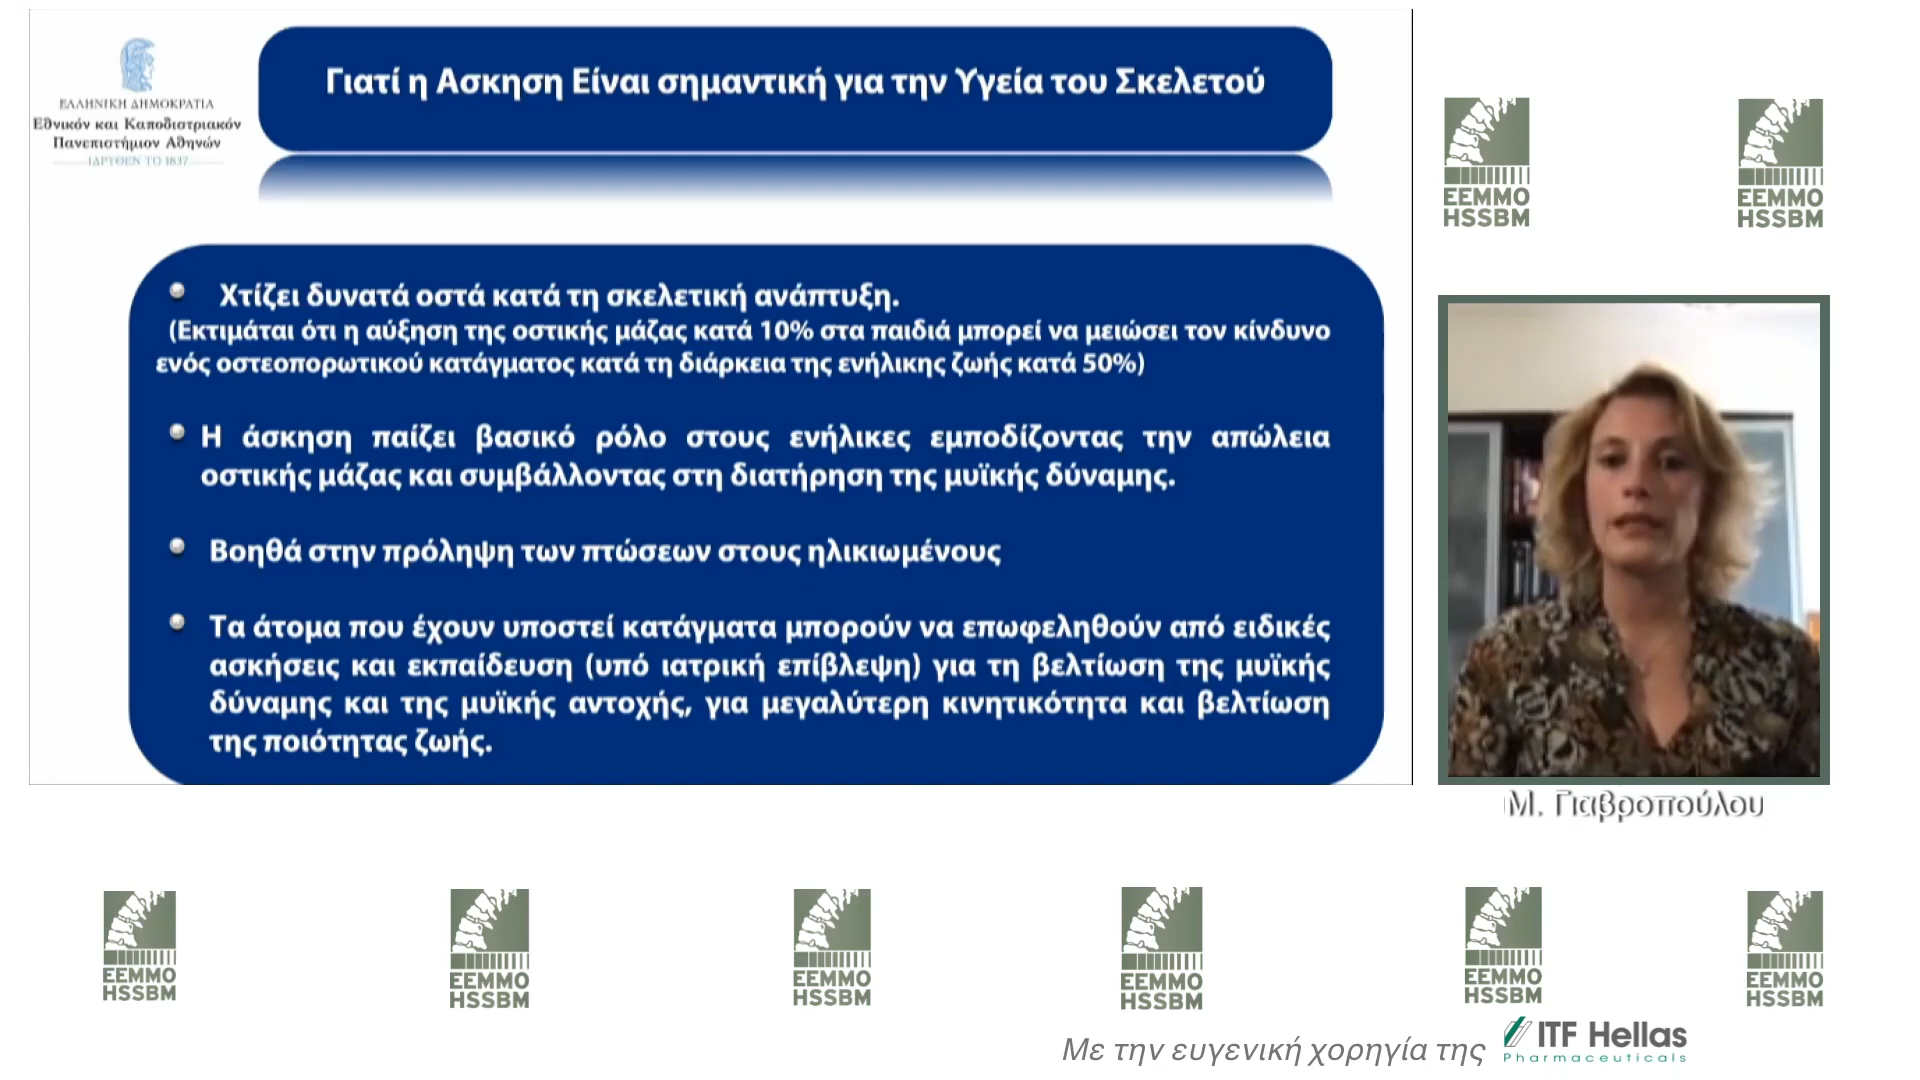 ΕΛΛΗΝΙΚΗ ΔΗΜΟΚΡΑΤΙΑ
Εθνικόν και Καποδιστριακόν
Πανεπιστήμιον Αθηνών
ΙΔΡΥΘΕΝ ΤΟ 1837
Γιατί η Ασκηση Είναι σημαντική για την Υγεία του Σκελετού
Χτίζει δυνατά οστά κατά τη σκελετική ανάπτυξη.
(Εκτιμάται ότι η αύξηση της οστικής μάζας κατά 10% στα παιδιά μπορεί να μειώσει τον κίνδυνο
ενός οστεοπορωτικού κατάγματος κατά τη διάρκεια της ενήλικης ζωής κατά 50%)
Η άσκηση παίζει βασικό ρόλο στους ενήλικες εμποδίζοντας την απώλεια
οστικής μάζας και συμβάλλοντας στη διατήρηση της μυϊκής δύναμης.
Βοηθά στην πρόληψη των πτώσεων στους ηλικιωμένους
Τα άτομα που έχουν υποστεί κατάγματα μπορούν να επωφεληθούν από ειδικές
ασκήσεις και εκπαίδευση (υπό ιατρική επίβλεψη) για τη βελτίωση της μυϊκής
δύναμης και της μυϊκής αντοχής, για μεγαλύτερη κινητικότητα και βελτίωση
της ποιότητας ζωής.
ΕΕΜΜΟ
HSSBM
ΕΕΜΜΟ
HSSBM
Μ. Γιαβροπούλου
ΕΕΜΜΟ
HSSBM
ΕΕΜΜΟ
HSSBM
ΕΕΜΜΟ
HSSBM
ΕΕΜΜΟ
HSSBM
ΕΕΜΜΟ
HSSBM
ΕΕΜΜΟ
HSSBM
Με την ευγενική χορηγία της
ITF Hellas
Pharmaceuticals